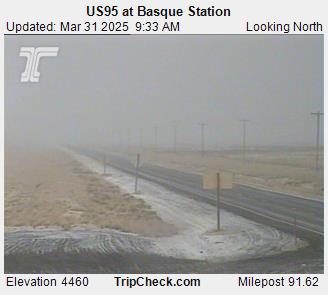 US95 at Basque Station
Updated: Mar 31 2025 9:33 AM Looking North
Elevation 4460 TripCheck.com Milepost 91.62